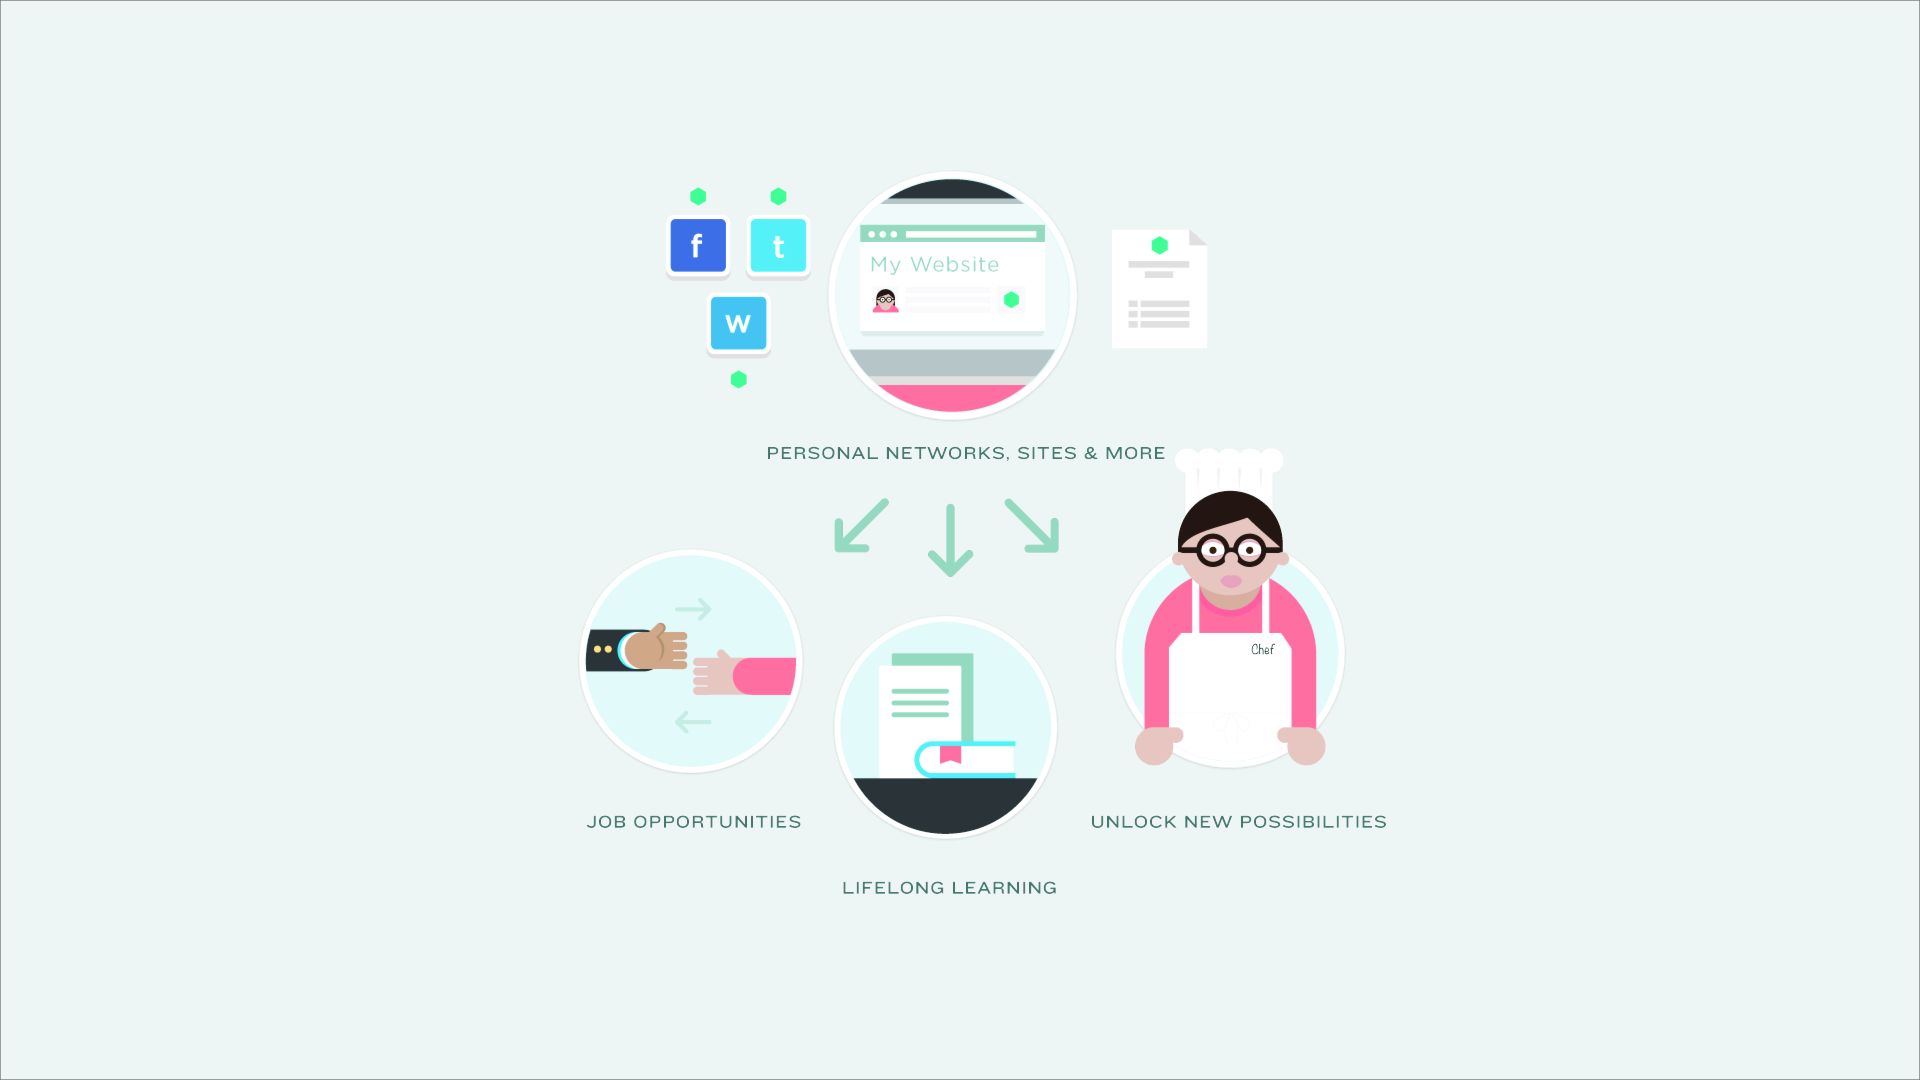 f
t
w
My Website
PERSONAL NETWORKS, SITES & MORE
Chef
JOB OPPORTUNITIES
UNLOCK NEW POSSIBILITIES
LIFELONG LEARNING